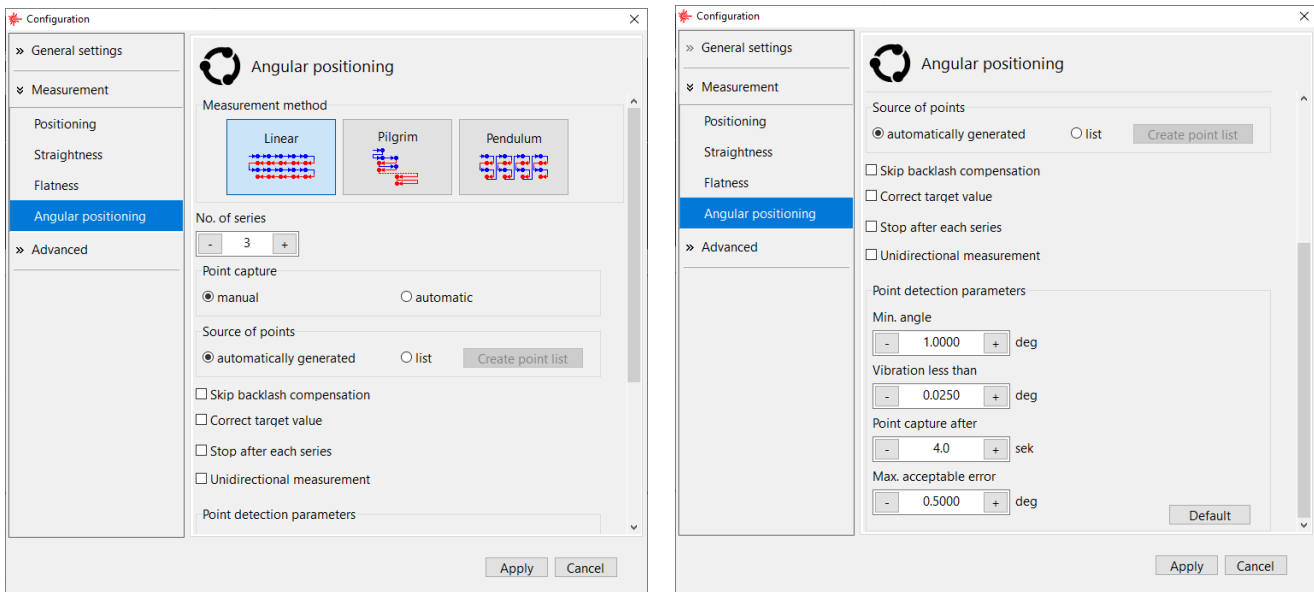 Configuration
General settings
Measurement
Positioning
Straightness
Flatness
Angular positioning
Advanced
Angular positioning
Measurement method
Linear Pilgrim Pendulum
No. of series
- 3 +
Point capture
manual automatic
Source of points
automatically generated list Create point list
Skip backlash compensation
Correct target value
Stop after each series
Unidirectional measurement
Point detection parameters
Apply Cancel
Configuration
General settings
Measurement
Positioning
Straightness
Flatness
Angular positioning
Advanced
Angular positioning
Source of points
automatically generated list Create point list
Skip backlash compensation
Correct target value
Stop after each series
Unidirectional measurement
Point detection parameters
Min. angle
- 1.0000 + deg
Vibration less than
- 0.0250 + deg
Point capture after
- 4.0 + sek
Max. acceptable error
- 0.5000 + deg
Default
Apply Cancel